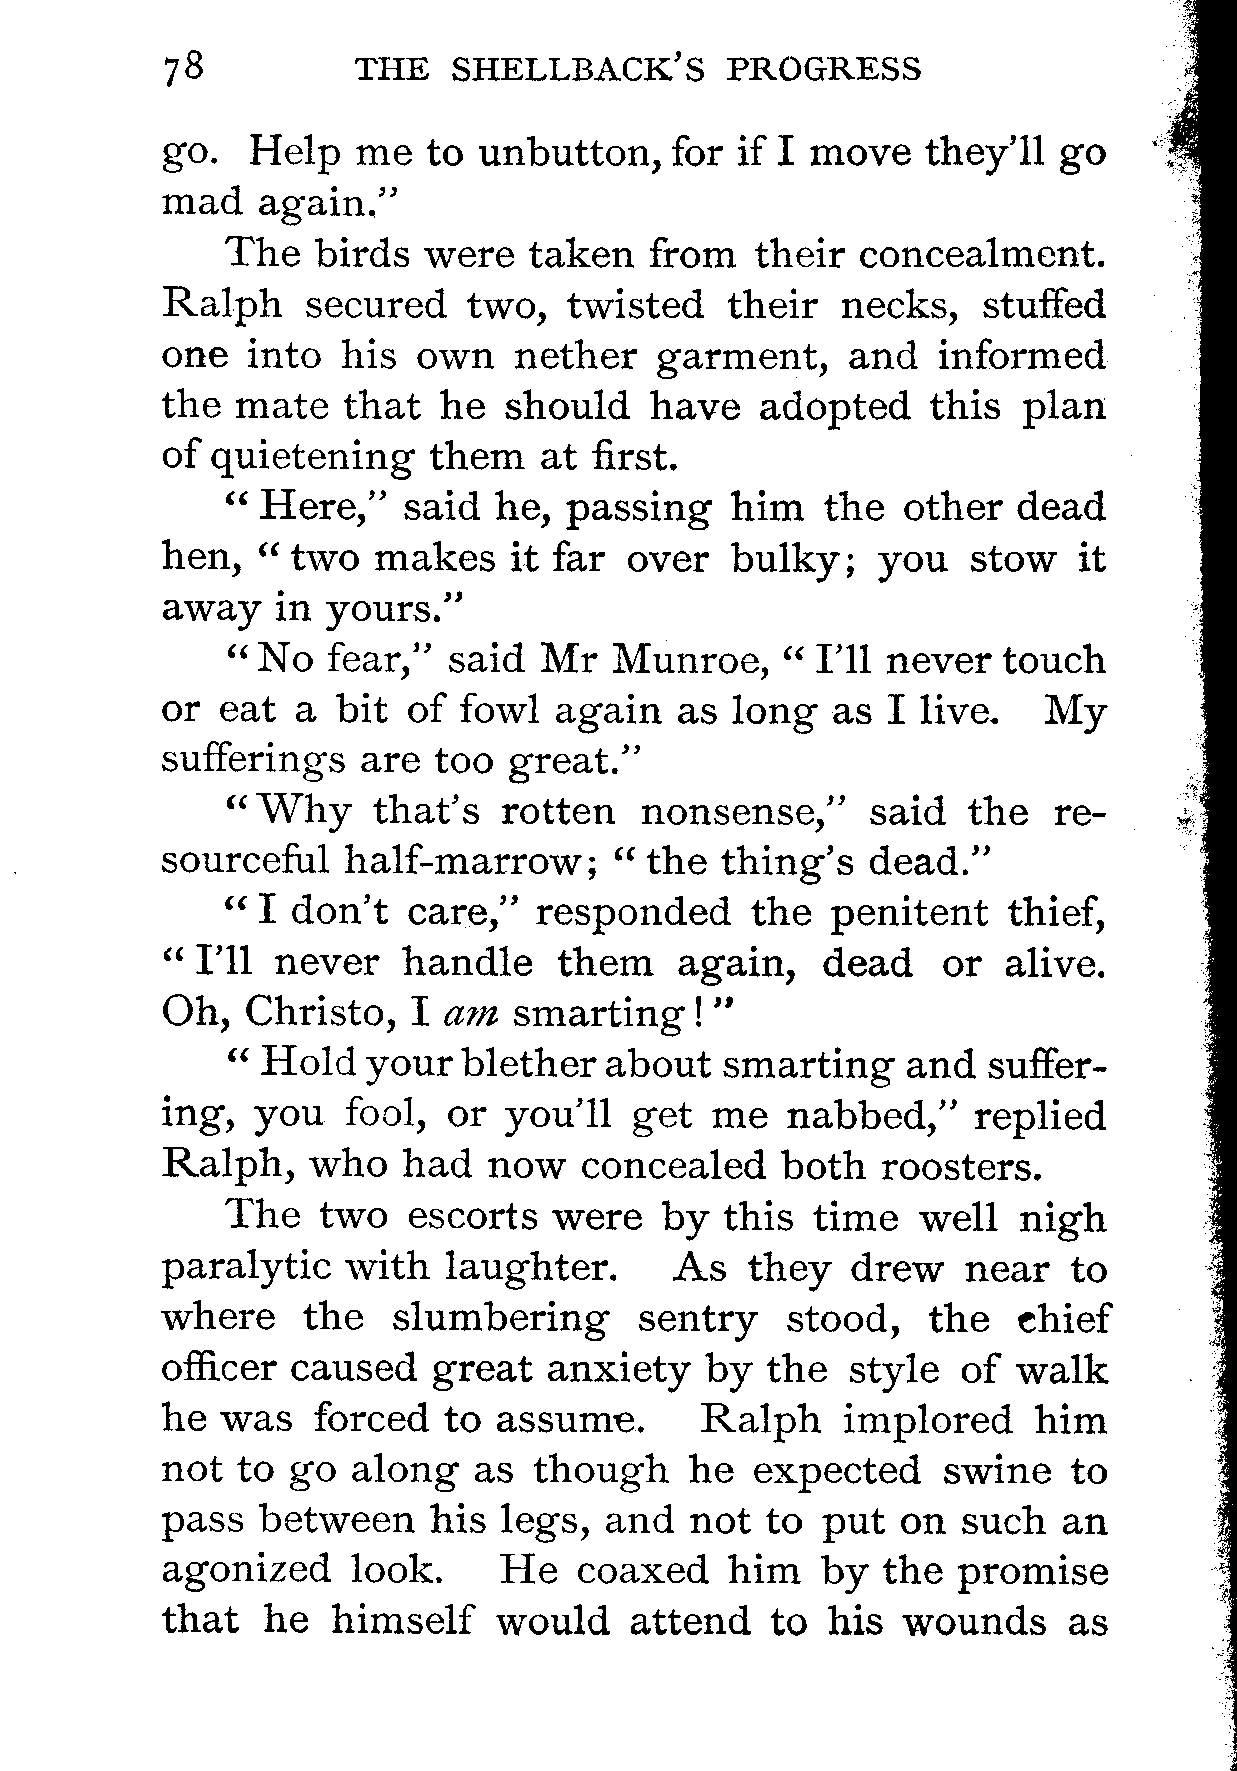 78 THE SHELLBACK'S PROGRESS
go. Help me to unbutton, for if I move they'll go
mad again."
The birds were taken from their concealment.
Ralph secured two, twisted their necks, stuffed
one into his own nether garment, and informed
the mate that he should have adopted this plan
of quietening them at first.
" Here," said he, passing him the other dead
hen, " two makes it far over bulky; you stow it
away in yours."
" No fear," said Mr Munroe, " I'll never touch
or eat a bit of fowl again as long as I live. My
sufferings are too great."
" Why that's rotten nonsense," said the re-
sourceful half-marrow; " the thing's dead."
" I don't care," responded the penitent thief,
" I'll never handle them again, dead or alive.
Oh, Christo, I am smarting ! "
" Hold your blether about smarting and suffer-
ing, you fool, or you'll get me nabbed," replied
Ralph, who had now concealed both roosters.
The two escorts were by this time well nigh
paralytic with laughter. As they drew near to
where the slumbering sentry stood, the chief
officer caused great anxiety by the style of walk
he was forced to assume. Ralph implored him
not to go along as though he expected swine to
pass between his legs, and not to put on such an
agonized look. He coaxed him by the promise
that he himself would attend to his wounds as